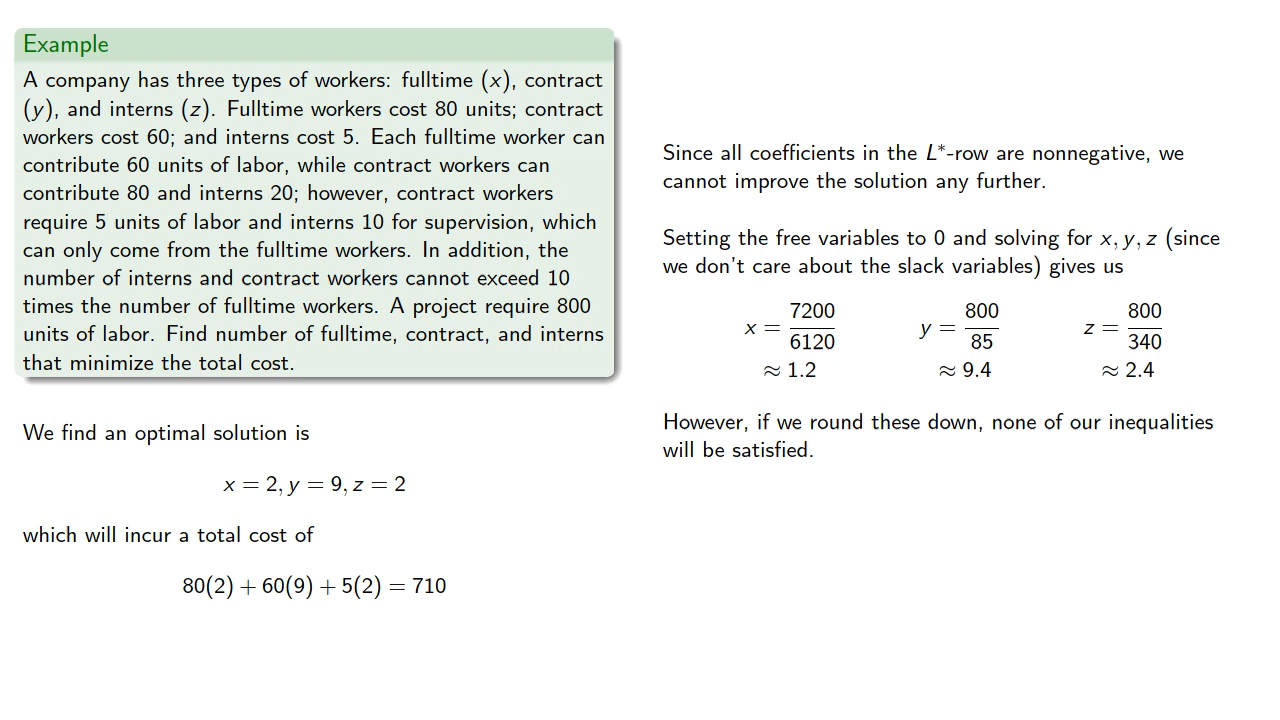 Example
A company has three types of workers: fulltime (x), contract
(y), and interns (z). Fulltime workers cost 80 units; contract
workers cost 60; and interns cost 5. Each fulltime worker can
contribute 60 units of labor, while contract workers can
contribute 80 and interns 20; however, contract workers
require 5 units of labor and interns 10 for supervision, which
can only come from the fulltime workers. In addition, the
number of interns and contract workers cannot exceed 10
times the number of fulltime workers. A project require 800
units of labor. Find number of fulltime, contract, and interns
that minimize the total cost.
We find an optimal solution is
x = 2, y = 9, z = 2
which will incur a total cost of
80(2) + 60(9) + 5(2) = 710
Since all coefficients in the L*-row are nonnegative, we
cannot improve the solution any further.
Setting the free variables to 0 and solving for x, y, z (since
we don't care about the slack variables) gives us
x = 7200/6120 y = 800/85 z = 800/340
≈ 1.2 ≈ 9.4 ≈ 2.4
However, if we round these down, none of our inequalities
will be satisfied.